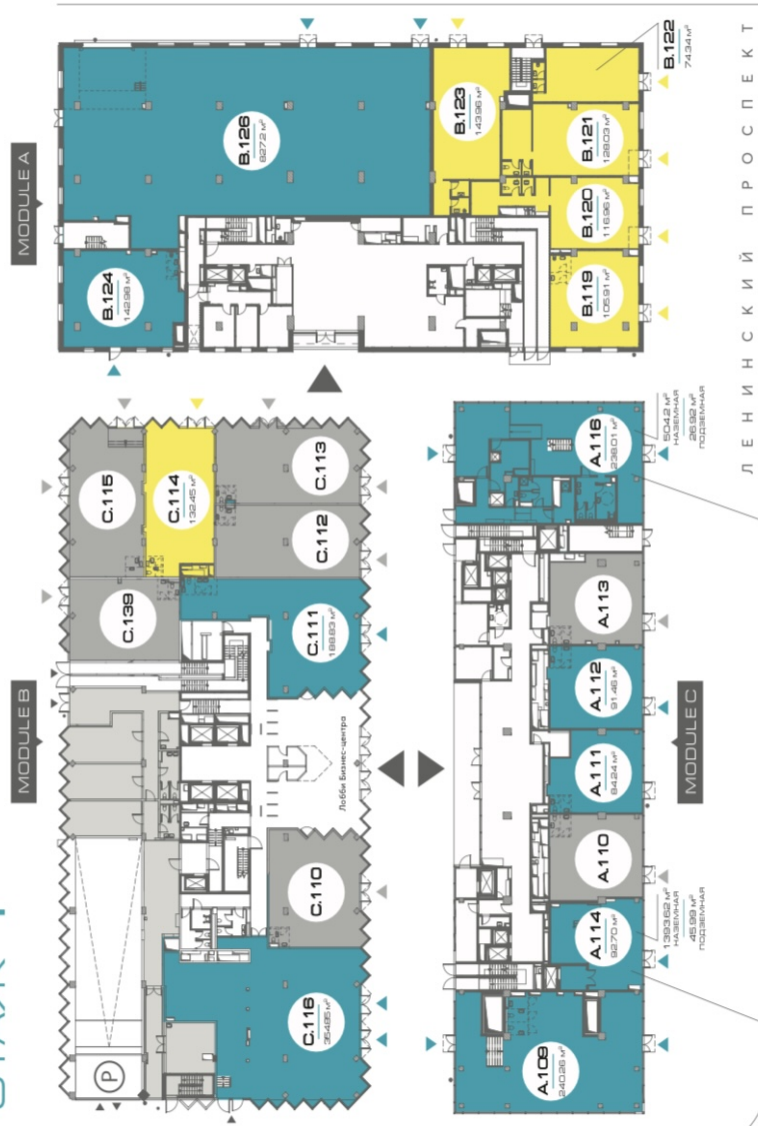 MODULE B
MODULE A
P
C.139
C.115
C.114
132.45 м²
C.116
354.85 м²
C.110
Лобби Бизнес-центра
C.111
188.83 м²
C.112
C.113
B.124
142.98 м²
B.126
827.2 м²
B.123
143.96 м²
B.119
105.91 м²
B.120
116.96 м²
B.121
128.03 м²
B.122
74.34 м²
A.109
240.26 м²
A.114
92.70 м²
A.110
A.111
84.24 м²
A.112
91.46 м²
A.113
A.116
238.01 м²
1393.62 м²
НАЗЕМНАЯ
45.99 м²
ПОДЗЕМНАЯ
504.2 м²
НАЗЕМНАЯ
26.92 м²
ПОДЗЕМНАЯ
MODULE C
ЛЕНИНСКИЙ ПРОСПЕКТ